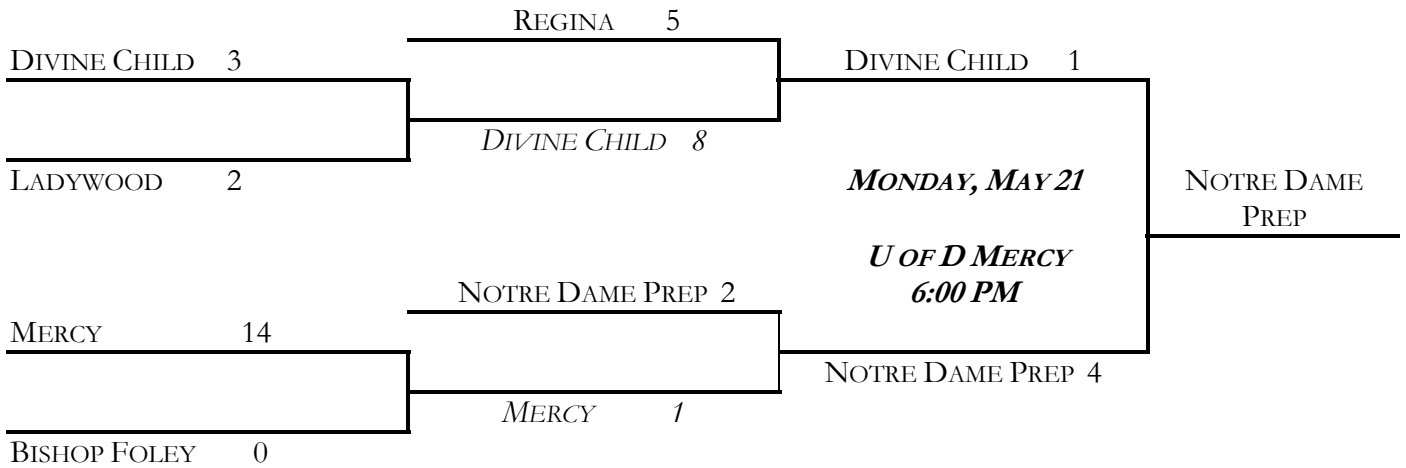 REGINA 5
DIVINE CHILD 3
DIVINE CHILD 1
DIVINE CHILD 8
LADYWOOD 2
MONDAY, MAY 21
NOTRE DAME
PREP
U OF D MERCY
6:00 PM
NOTRE DAME PREP 2
MERCY 14
NOTRE DAME PREP 4
MERCY 1
BISHOP FOLEY 0